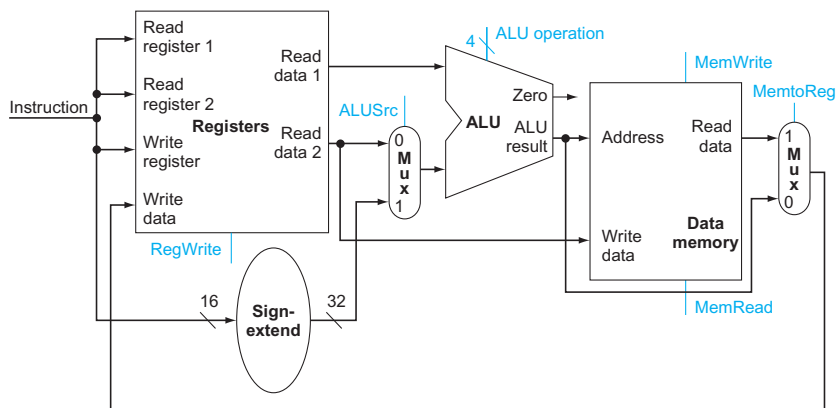 Instruction
Read
register 1
Read
register 2
Write
register
Write
data
Registers
Read
data 1
Read
data 2
RegWrite
16
Sign-
extend
32
ALUSrc
0
M
u
x
1
4
ALU operation
ALU
Zero
ALU
result
MemWrite
Address
Read
data
Write
data
Data
memory
MemRead
MemtoReg
1
M
u
x
0